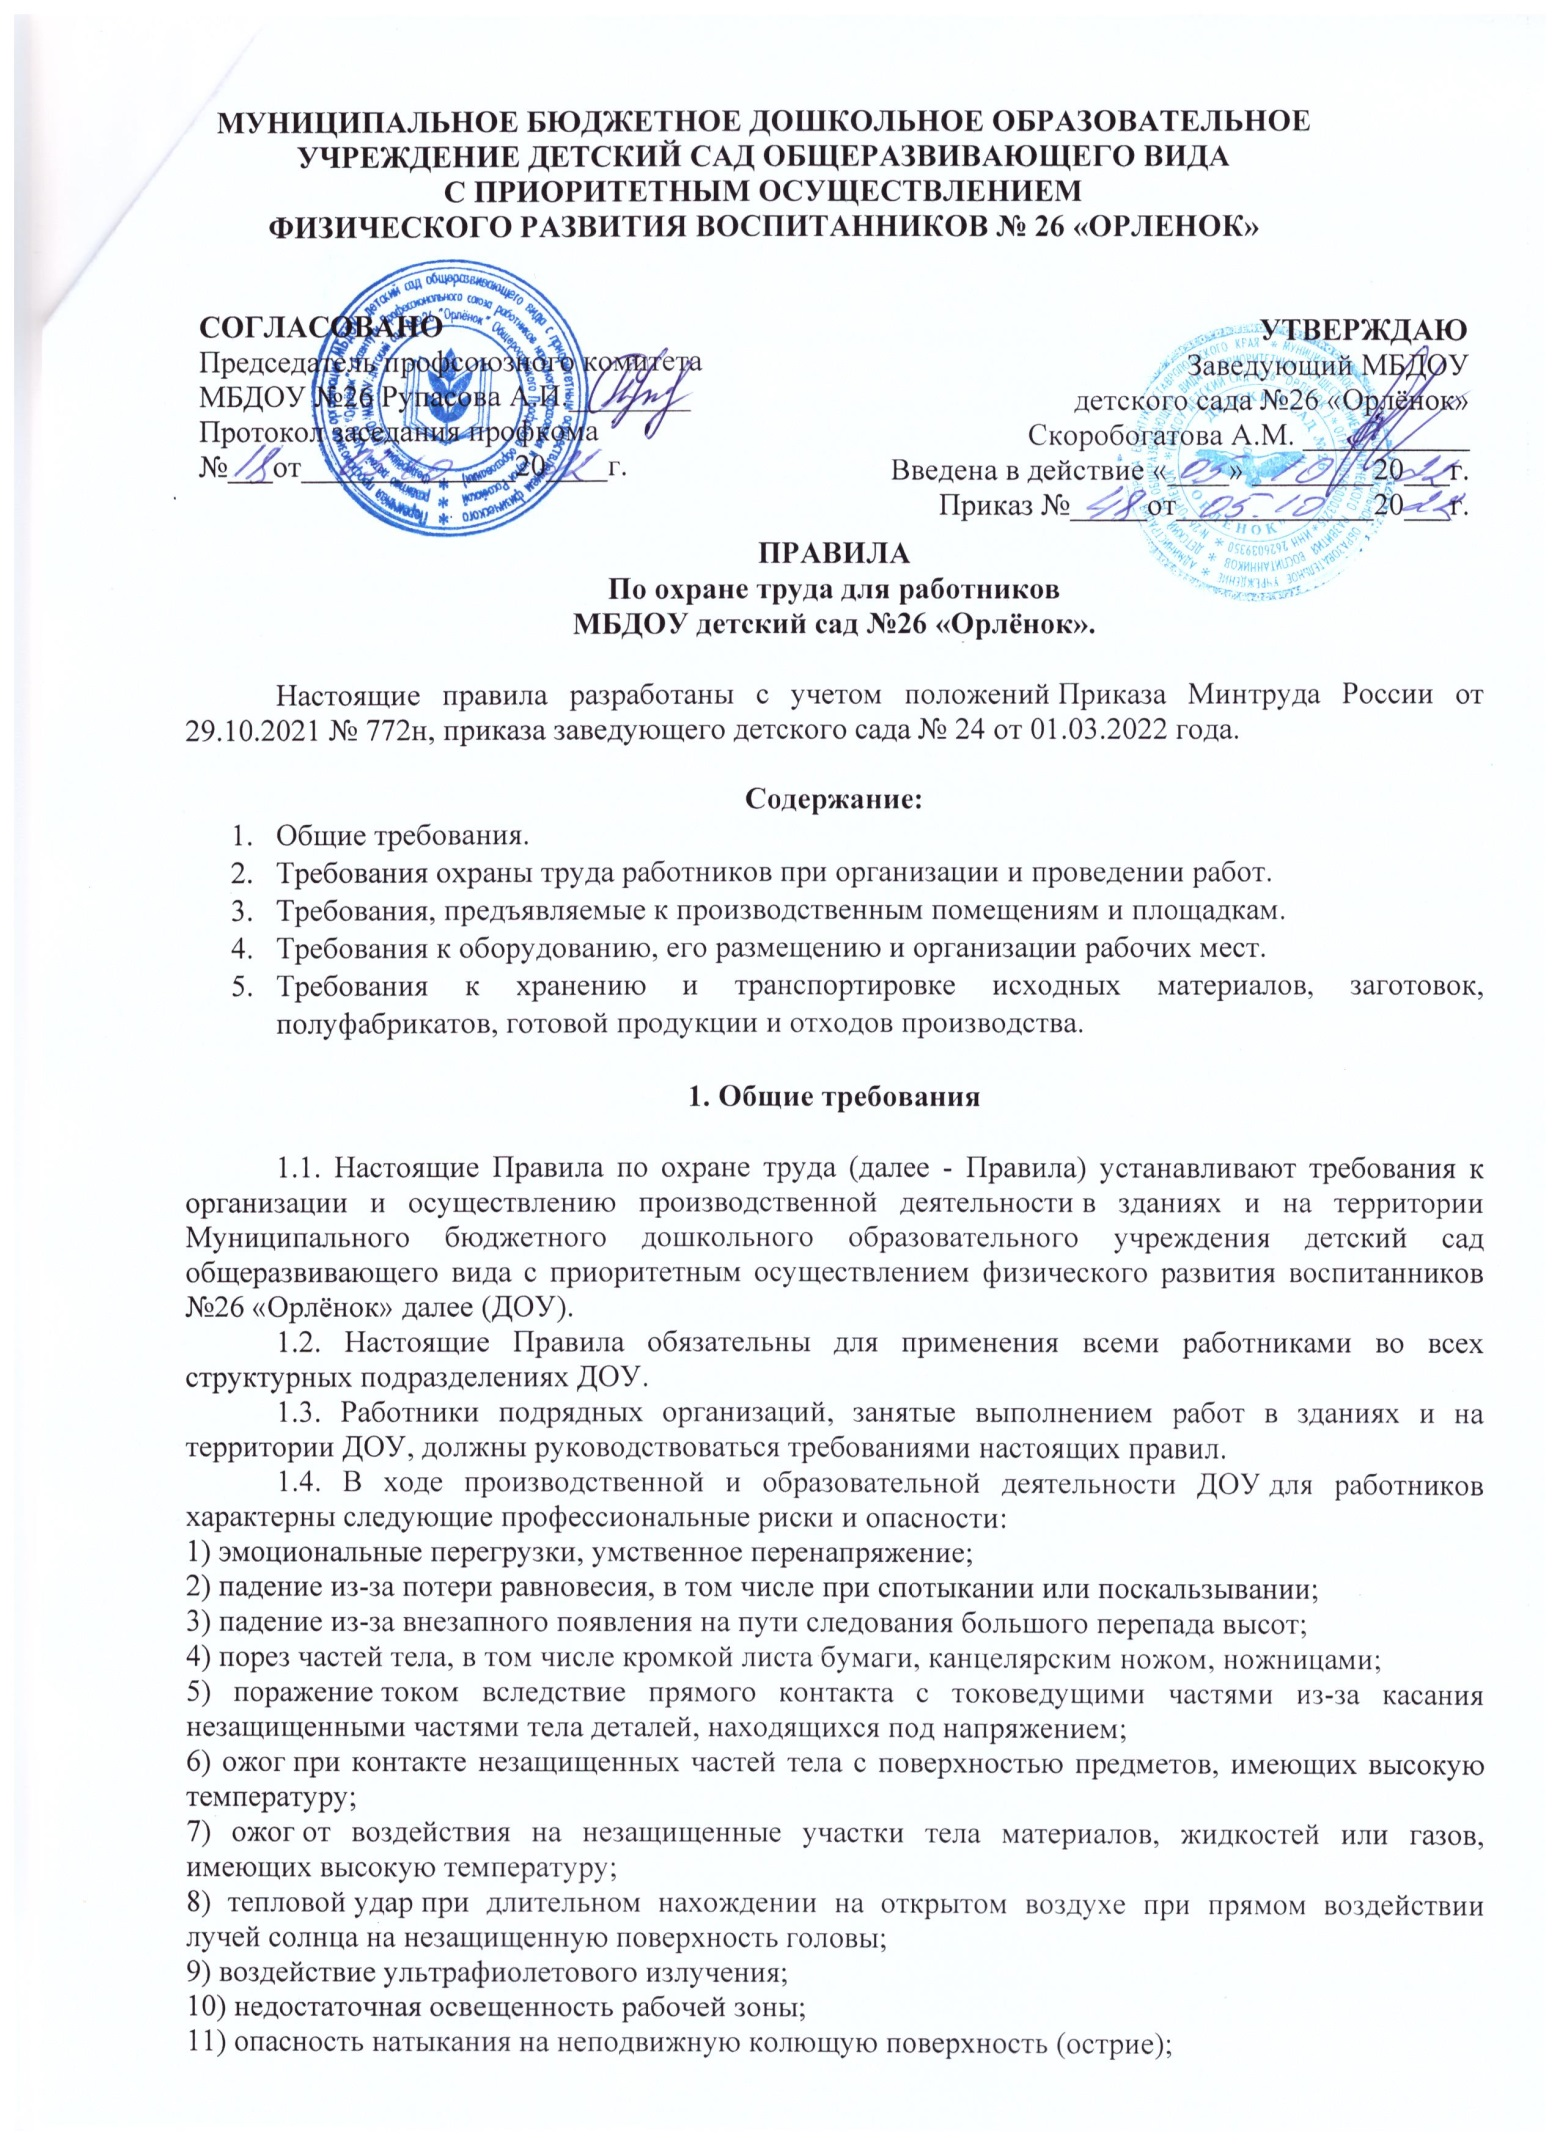 МУНИЦИПАЛЬНОЕ БЮДЖЕТНОЕ ДОШКОЛЬНОЕ ОБРАЗОВАТЕЛЬНОЕ
УЧРЕЖДЕНИЕ ДЕТСКИЙ САД ОБЩЕРАЗВИВАЮЩЕГО ВИДА
С ПРИОРИТЕТНЫМ ОСУЩЕСТВЛЕНИЕМ
ФИЗИЧЕСКОГО РАЗВИТИЯ ВОСПИТАННИКОВ № 26 «ОРЛЕНОК»
СОГЛАСОВАНО
Председатель профсоюзного комитета
МБДОУ №26 Рупасова А.И.
Протокол заседания профкома
№ 18 от 20 22 г.
УТВЕРЖДАЮ
Заведующий МБДОУ
детского сада №26 «Орлёнок»
Скоробогатова А.М.
Введена в действие « 05 » 10 20 22 г.
Приказ № 48 от 05.10 20 22 г.
ПРАВИЛА
По охране труда для работников
МБДОУ детский сад №26 «Орлёнок».
Настоящие правила разработаны с учетом положений Приказа Минтруда России от
29.10.2021 № 772н, приказа заведующего детского сада № 24 от 01.03.2022 года.
Содержание:
1. Общие требования.
2. Требования охраны труда работников при организации и проведении работ.
3. Требования, предъявляемые к производственным помещениям и площадкам.
4. Требования к оборудованию, его размещению и организации рабочих мест.
5. Требования к хранению и транспортировке исходных материалов, заготовок,
полуфабрикатов, готовой продукции и отходов производства.
1. Общие требования
1.1. Настоящие Правила по охране труда (далее - Правила) устанавливают требования к
организации и осуществлению производственной деятельности в зданиях и на территории
Муниципального бюджетного дошкольного образовательного учреждения детский сад
общеразвивающего вида с приоритетным осуществлением физического развития воспитанников
№26 «Орлёнок» далее (ДОУ).
1.2. Настоящие Правила обязательны для применения всеми работниками во всех
структурных подразделениях ДОУ.
1.3. Работники подрядных организаций, занятые выполнением работ в зданиях и на
территории ДОУ, должны руководствоваться требованиями настоящих правил.
1.4. В ходе производственной и образовательной деятельности ДОУ для работников
характерны следующие профессиональные риски и опасности:
1) эмоциональные перегрузки, умственное перенапряжение;
2) падение из-за потери равновесия, в том числе при спотыкании или поскальзывании;
3) падение из-за внезапного появления на пути следования большого перепада высот;
4) порез частей тела, в том числе кромкой листа бумаги, канцелярским ножом, ножницами;
5) поражение током вследствие прямого контакта с токоведущими частями из-за касания
незащищенными частями тела деталей, находящихся под напряжением;
6) ожог при контакте незащищенных частей тела с поверхностью предметов, имеющих высокую
температуру;
7) ожог от воздействия на незащищенные участки тела материалов, жидкостей или газов,
имеющих высокую температуру;
8) тепловой удар при длительном нахождении на открытом воздухе при прямом воздействии
лучей солнца на незащищенную поверхность головы;
9) воздействие ультрафиолетового излучения;
10) недостаточная освещенность рабочей зоны;
11) опасность натыкания на неподвижную колющую поверхность (острие);